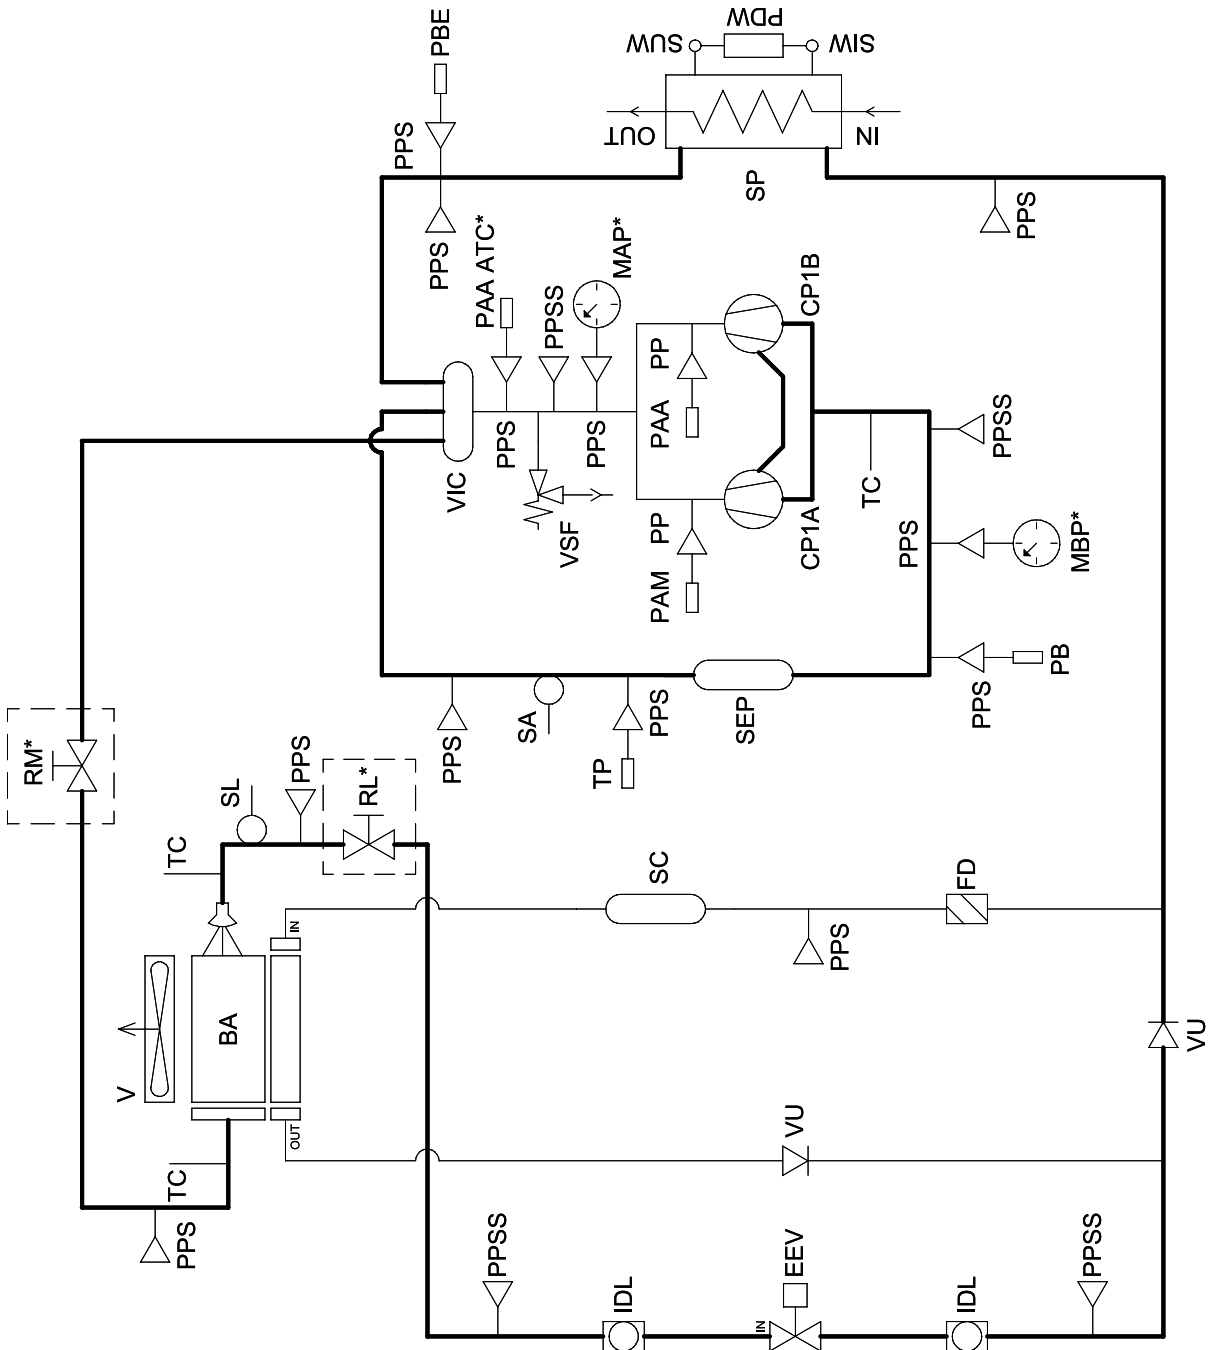 PDW
SUW
SIW
PBE
PPS
OUT
IN
SP
PPS
PAA ATC*
PPSS
MAP*
PPS
VIC
PPS
PPS
VSF
PP
PAA
CP1B
PP
PAM
CP1A
TC
PPSS
PPS
MBP*
PPS
PB
SEP
PPS
TP
SA
PPS
RM*
SL
PPS
RL*
TC
IN
SC
FD
PPS
V
BA
OUT
TC
PPS
VU
VU
PPSS
IDL
EEV
IN
IDL
PPSS